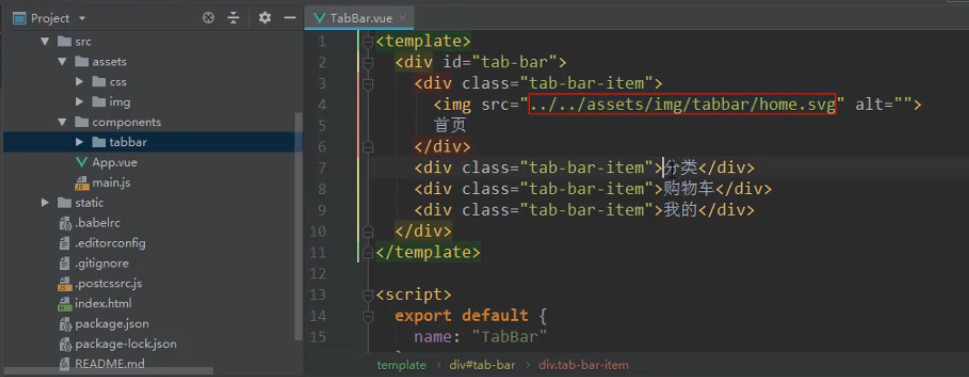 Project
TabBar.vue
src
assets
css
img
components
tabbar
App.vue
main.js
static
.babelrc
.editorconfig
.gitignore
.postcssrc.js
index.html
package.json
package-lock.json
README.md
1 <template>
2 <div id="tab-bar">
3 <div class="tab-bar-item">
4 <img src="../../assets/img/tabbar/home.svg" alt="">
5 首页
6 </div>
7 <div class="tab-bar-item">分类</div>
8 <div class="tab-bar-item">购物车</div>
9 <div class="tab-bar-item">我的</div>
10 </div>
11 </template>
12
13 <script>
14 export default {
15 name: "TabBar"
template › div#tab-bar › div.tab-bar-item